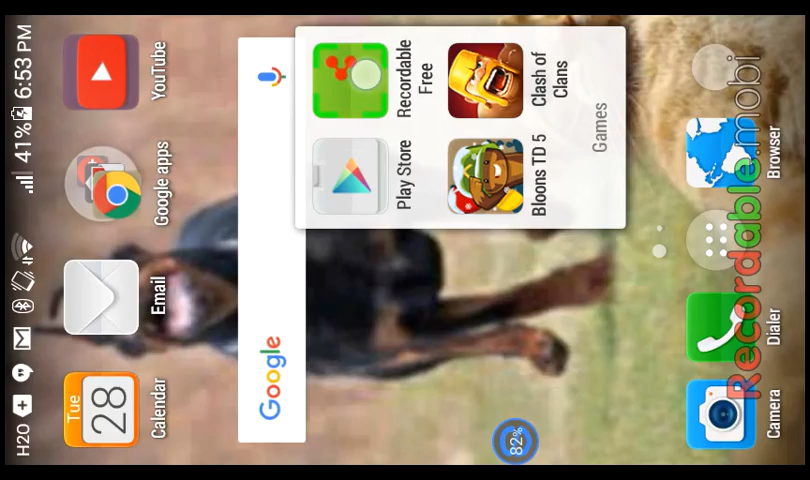 H2O 41% 6:53 PM
Tue
28
Calendar
Email
Google apps
YouTube
Google
Play Store
Recordable
Free
Bloons TD 5
Clash of
Clans
Games
82%
Camera
Dialer
Browser
Recordable.mobi